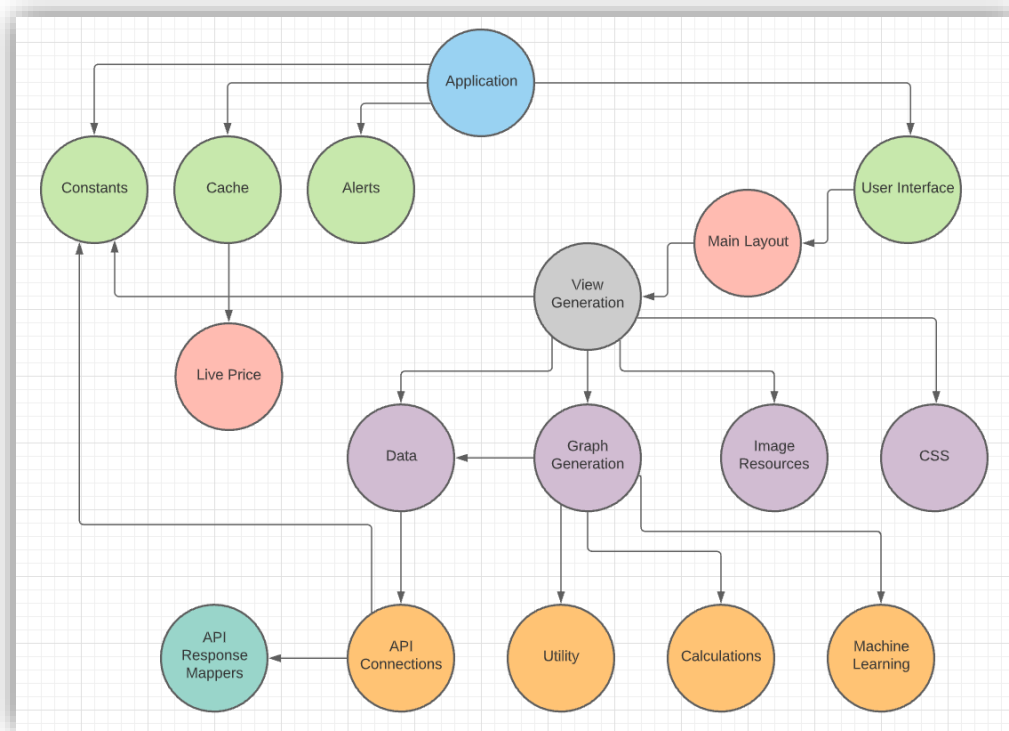 Application
Constants
Cache
Alerts
User Interface
Main Layout
View
Generation
Live Price
Data
Graph
Generation
Image
Resources
CSS
API
Response
Mappers
API
Connections
Utility
Calculations
Machine
Learning